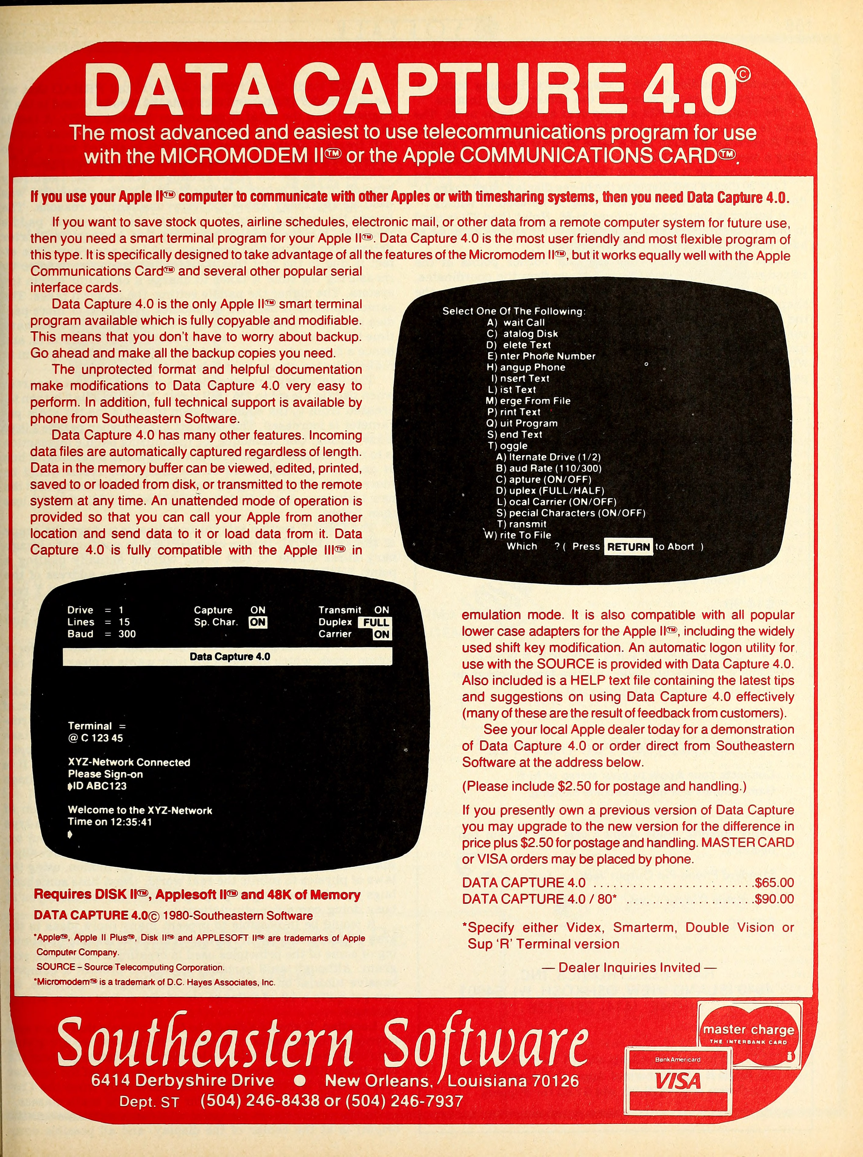 DATA CAPTURE 4.0©
The most advanced and easiest to use telecommunications program for use
with the MICROMODEM II™ or the Apple COMMUNICATIONS CARD™.
If you use your Apple II™ computer to communicate with other Apples or with timesharing systems, then you need Data Capture 4.0.
If you want to save stock quotes, airline schedules, electronic mail, or other data from a remote computer system for future use,
then you need a smart terminal program for your Apple II™. Data Capture 4.0 is the most user friendly and most flexible program of
this type. It is specifically designed to take advantage of all the features of the Micromodem II™, but it works equally well with the Apple
Communications Card™ and several other popular serial
interface cards.
Data Capture 4.0 is the only Apple II™ smart terminal
program available which is fully copyable and modifiable.
This means that you don't have to worry about backup.
Go ahead and make all the backup copies you need.
The unprotected format and helpful documentation
make modifications to Data Capture 4.0 very easy to
perform. In addition, full technical support is available by
phone from Southeastern Software.
Data Capture 4.0 has many other features. Incoming
data files are automatically captured regardless of length.
Data in the memory buffer can be viewed, edited, printed,
saved to or loaded from disk, or transmitted to the remote
system at any time. An unattended mode of operation is
provided so that you can call your Apple from another
location and send data to it or load data from it. Data
Capture 4.0 is fully compatible with the Apple III™ in
Select One Of The Following:
A) wait Call
C) atalog Disk
D) elete Text
E) nter Phone Number
H) angup Phone
I) nsert Text
L) ist Text
M) erge From File
P) rint Text
Q) uit Program
S) end Text
T) oggle
A) lternate Drive (1/2)
B) aud Rate (110/300)
C) apture (ON/OFF)
D) uplex (FULL/HALF)
L) ocal Carrier (ON/OFF)
S) pecial Characters (ON/OFF)
T) ransmit
W) rite To File
Which ? ( Press RETURN to Abort )
Drive = 1 Capture ON Transmit ON
Lines = 15 Sp. Char. ON Duplex FULL
Baud = 300 Carrier ON
Data Capture 4.0
Terminal =
@ C 123 45
XYZ-Network Connected
Please Sign-on
ID ABC123
Welcome to the XYZ-Network
Time on 12:35:41
emulation mode. It is also compatible with all popular
lower case adapters for the Apple II™, including the widely
used shift key modification. An automatic logon utility for
use with the SOURCE is provided with Data Capture 4.0.
Also included is a HELP text file containing the latest tips
and suggestions on using Data Capture 4.0 effectively
(many of these are the result of feedback from customers).
See your local Apple dealer today for a demonstration
of Data Capture 4.0 or order direct from Southeastern
Software at the address below.
(Please include $2.50 for postage and handling.)
If you presently own a previous version of Data Capture
you may upgrade to the new version for the difference in
price plus $2.50 for postage and handling. MASTER CARD
or VISA orders may be placed by phone.
DATA CAPTURE 4.0 ........................$65.00
DATA CAPTURE 4.0 / 80* ...................$90.00
*Specify either Videx, Smarterm, Double Vision or
Sup 'R' Terminal version
— Dealer Inquiries Invited —
Requires DISK II™, Applesoft II™ and 48K of Memory
DATA CAPTURE 4.0© 1980-Southeastern Software
*Apple™, Apple II Plus™, Disk II™ and APPLESOFT II™ are trademarks of Apple
Computer Company.
SOURCE – Source Telecomputing Corporation.
*Micromodem™ is a trademark of D.C. Hayes Associates, Inc.
Southeastern Software
6414 Derbyshire Drive ● New Orleans, Louisiana 70126
Dept. ST (504) 246-8438 or (504) 246-7937
master charge
THE INTERBANK CARD
BankAmericard
VISA